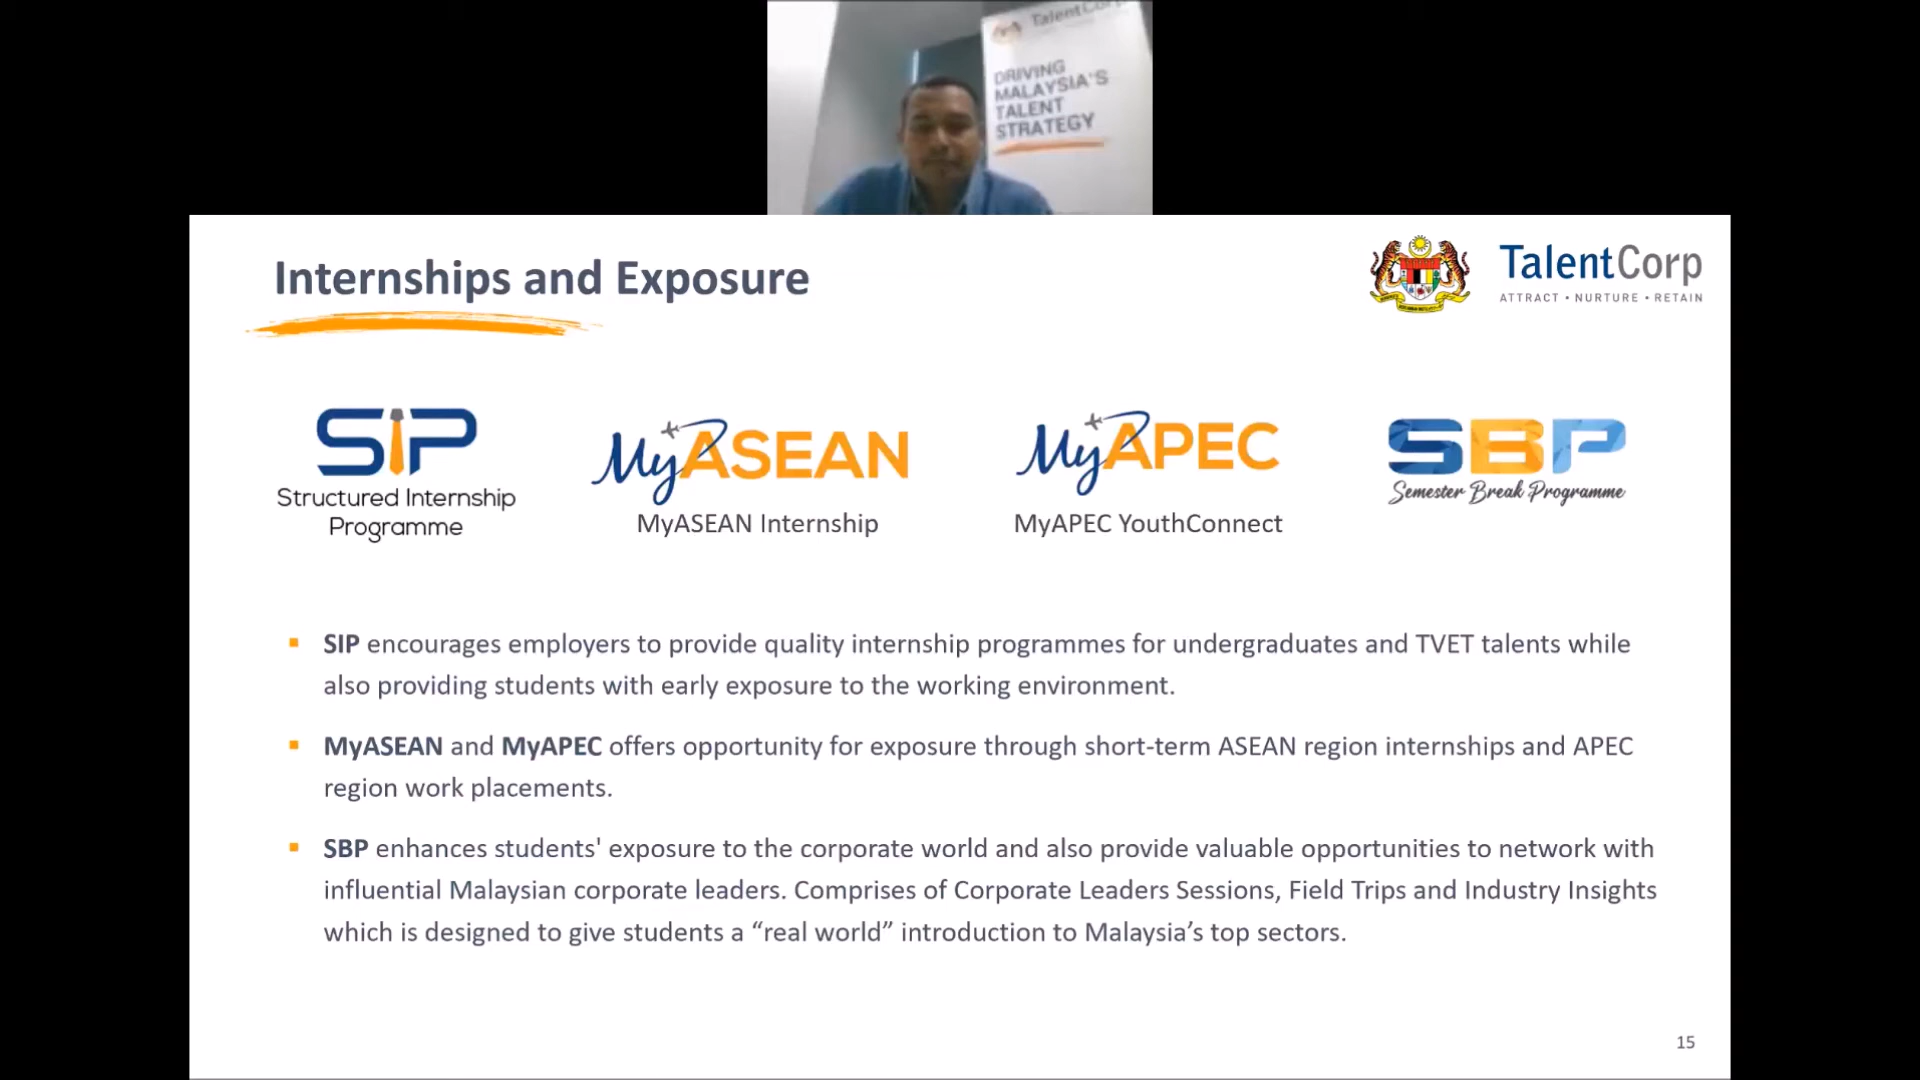 TalentCorp
DRIVING
MALAYSIA'S
TALENT
STRATEGY
Internships and Exposure
TalentCorp
ATTRACT • NURTURE • RETAIN
SIP
Structured Internship
Programme
MyASEAN
MyASEAN Internship
MyAPEC
MyAPEC YouthConnect
SBP
Semester Break Programme
▪ SIP encourages employers to provide quality internship programmes for undergraduates and TVET talents while
also providing students with early exposure to the working environment.
▪ MyASEAN and MyAPEC offers opportunity for exposure through short-term ASEAN region internships and APEC
region work placements.
▪ SBP enhances students' exposure to the corporate world and also provide valuable opportunities to network with
influential Malaysian corporate leaders. Comprises of Corporate Leaders Sessions, Field Trips and Industry Insights
which is designed to give students a “real world” introduction to Malaysia’s top sectors.
15